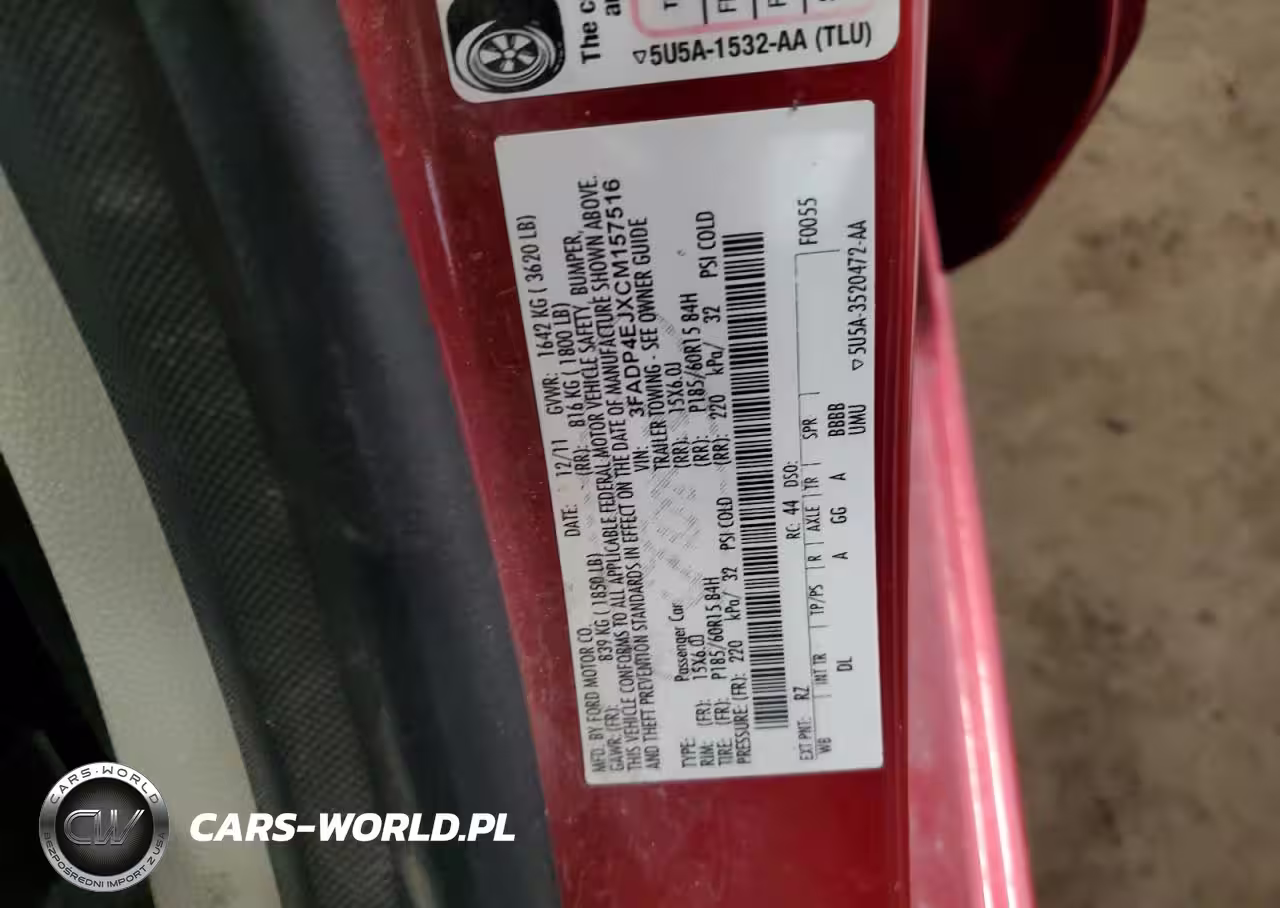 The c
an
▽5U5A-1532-AA (TLU)
MFD. BY FORD MOTOR CO.
DATE: 12/11 GVWR: 1642 KG ( 3620 LB)
GAWR: (FR): 839 KG ( 1850 LB) (RR): 816 KG ( 1800 LB)
THIS VEHICLE CONFORMS TO ALL APPLICABLE FEDERAL MOTOR VEHICLE SAFETY, BUMPER,
AND THEFT PREVENTION STANDARDS IN EFFECT ON THE DATE OF MANUFACTURE SHOWN ABOVE.
VIN: 3FADP4EJXCM157516
TYPE: Passenger Car TRAILER TOWING - SEE OWNER GUIDE
RIM: (FR): 15X6.0J (RR): 15X6.0J
TIRE: (FR): P185/60R15 84H (RR): P185/60R15 84H
PRESSURE: (FR): 220 kPa/ 32 PSI COLD (RR): 220 kPa/ 32 PSI COLD
EXT PNT: RZ RC: 44 DSO: F0055
WB INT TR TP/PS R AXLE TR SPR
DL A GG A BBBB
UMU ▽5U5A-3520472-AA
CARS-WORLD
CW
BEZPOŚREDNI IMPORT Z USA
CARS-WORLD.PL